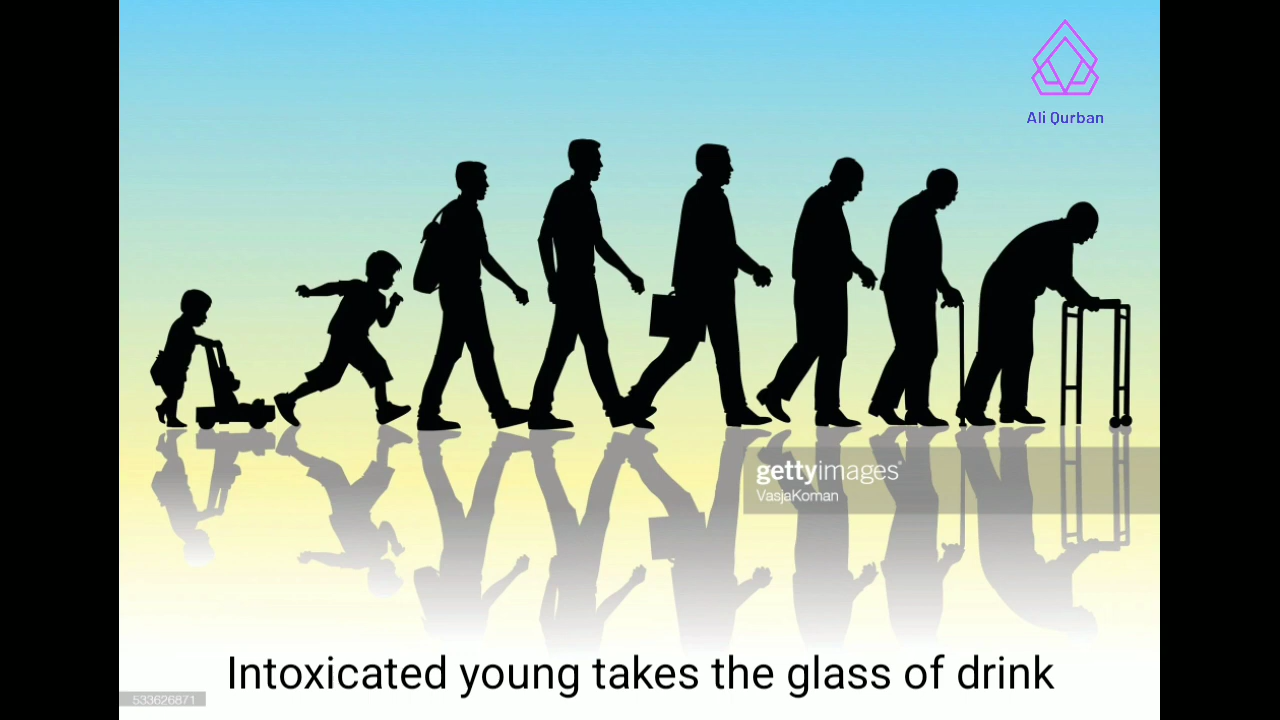 Ali Qurban
gettyimages
VasjaKoman
Intoxicated young takes the glass of drink
533626871